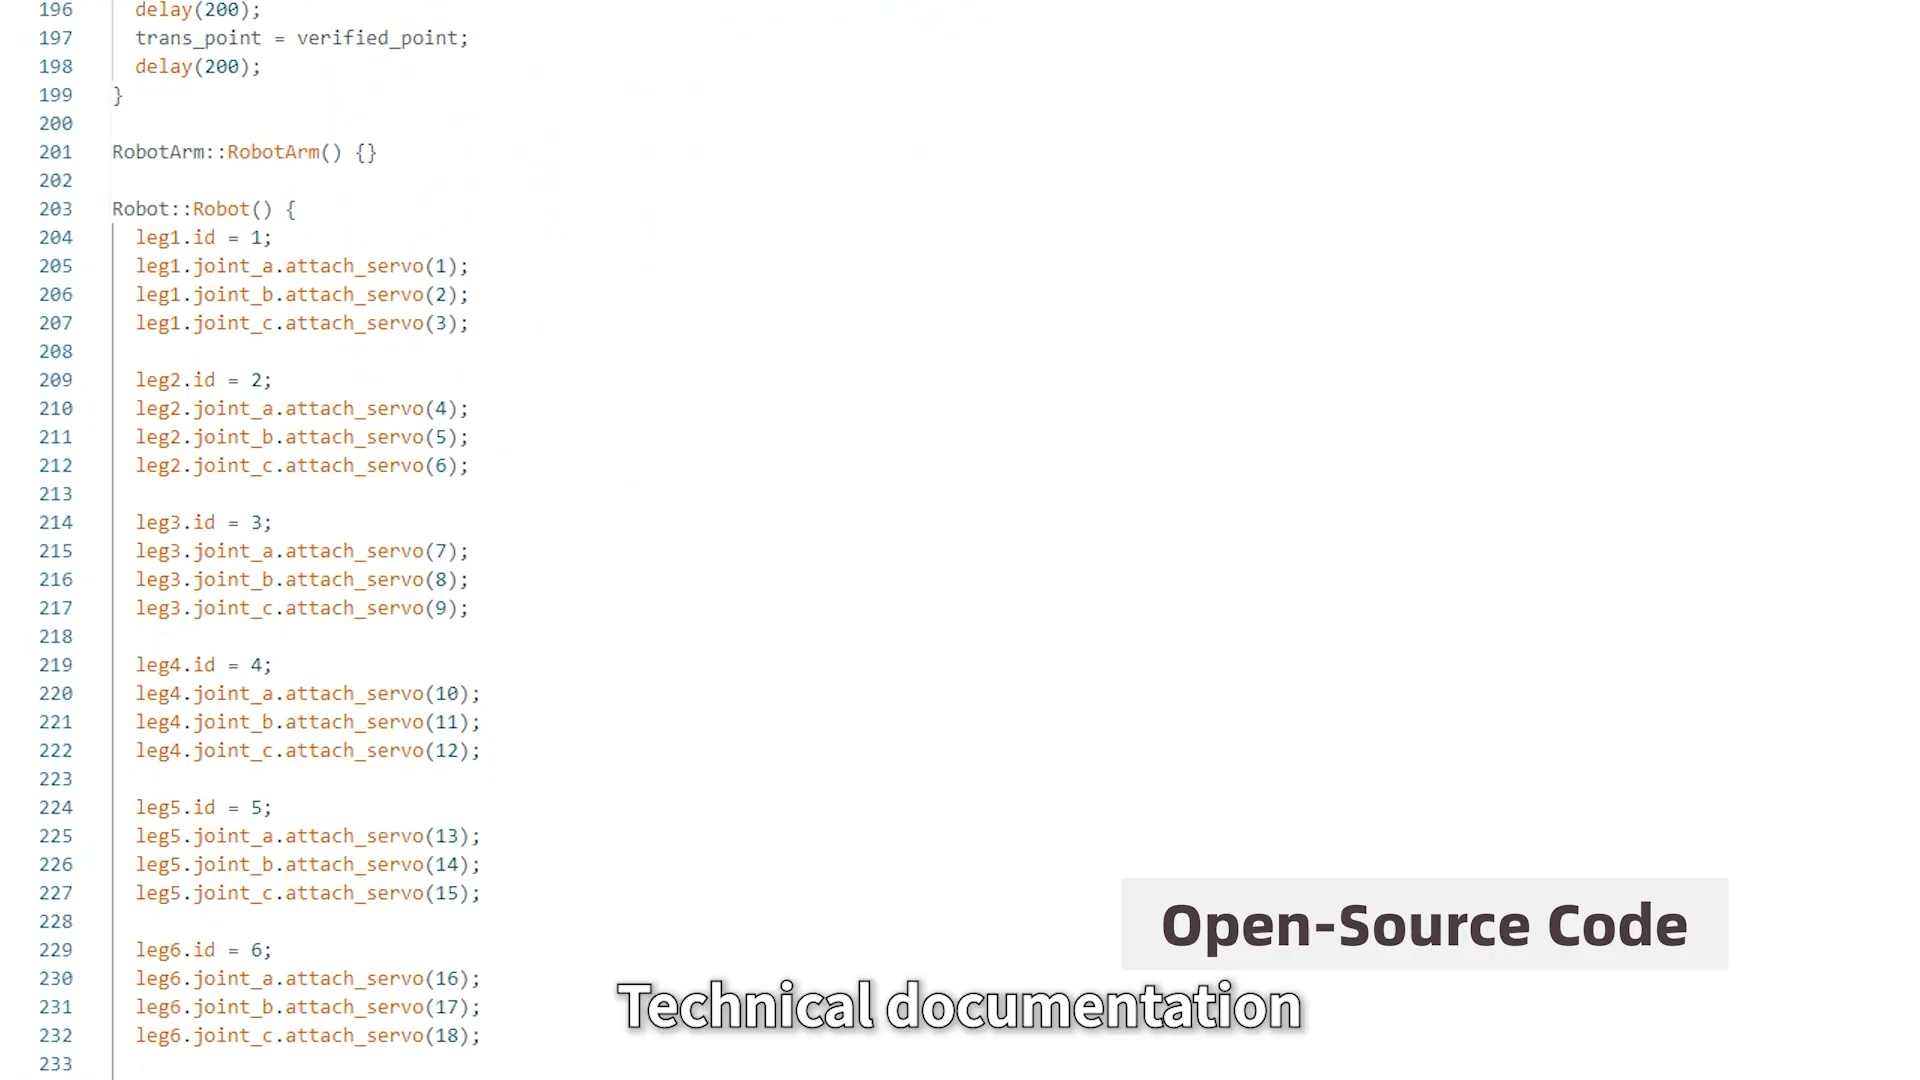 196 delay(200);
197 trans_point = verified_point;
198 delay(200);
199 }
200
201 RobotArm::RobotArm() {}
202
203 Robot::Robot() {
204 leg1.id = 1;
205 leg1.joint_a.attach_servo(1);
206 leg1.joint_b.attach_servo(2);
207 leg1.joint_c.attach_servo(3);
208
209 leg2.id = 2;
210 leg2.joint_a.attach_servo(4);
211 leg2.joint_b.attach_servo(5);
212 leg2.joint_c.attach_servo(6);
213
214 leg3.id = 3;
215 leg3.joint_a.attach_servo(7);
216 leg3.joint_b.attach_servo(8);
217 leg3.joint_c.attach_servo(9);
218
219 leg4.id = 4;
220 leg4.joint_a.attach_servo(10);
221 leg4.joint_b.attach_servo(11);
222 leg4.joint_c.attach_servo(12);
223
224 leg5.id = 5;
225 leg5.joint_a.attach_servo(13);
226 leg5.joint_b.attach_servo(14);
227 leg5.joint_c.attach_servo(15);
228
229 leg6.id = 6;
230 leg6.joint_a.attach_servo(16);
231 leg6.joint_b.attach_servo(17);
232 leg6.joint_c.attach_servo(18);
233
Open-Source Code
Technical documentation